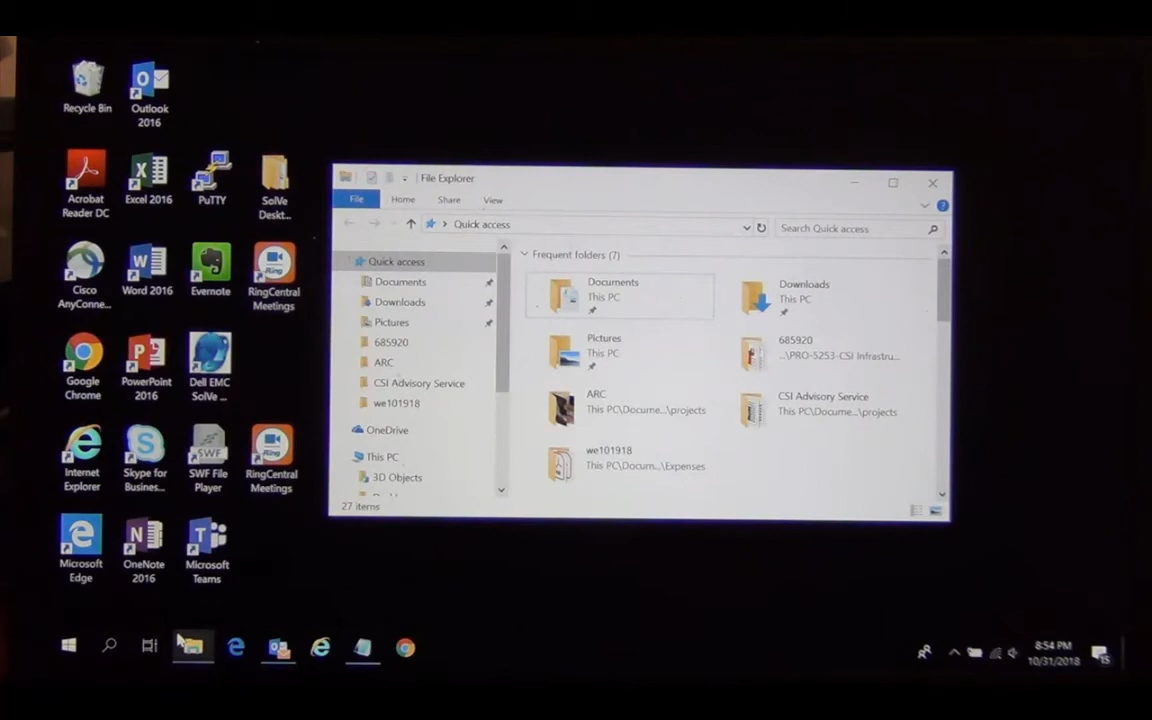 Recycle Bin
Outlook
2016
Acrobat
Reader DC
Excel 2016
PuTTY
SolVe
Deskt...
Cisco
AnyConne...
Word 2016
Evernote
RingCentral
Meetings
Google
Chrome
PowerPoint
2016
Dell EMC
SolVe ...
Internet
Explorer
Skype for
Busines...
SWF File
Player
RingCentral
Meetings
Microsoft
Edge
OneNote
2016
Microsoft
Teams
File Explorer
File
Home
Share
View
Quick access
Search Quick access
Quick access
Documents
Downloads
Pictures
685920
ARC
CSI Advisory Service
we101918
OneDrive
This PC
3D Objects
Frequent folders (7)
Documents
This PC
Downloads
This PC
Pictures
This PC
685920
...\PRO-5253-CSI Infrastru...
ARC
This PC\Docume...\projects
CSI Advisory Service
This PC\Docume...\projects
we101918
This PC\Docum...\Expenses
27 items
8:54 PM
10/31/2018